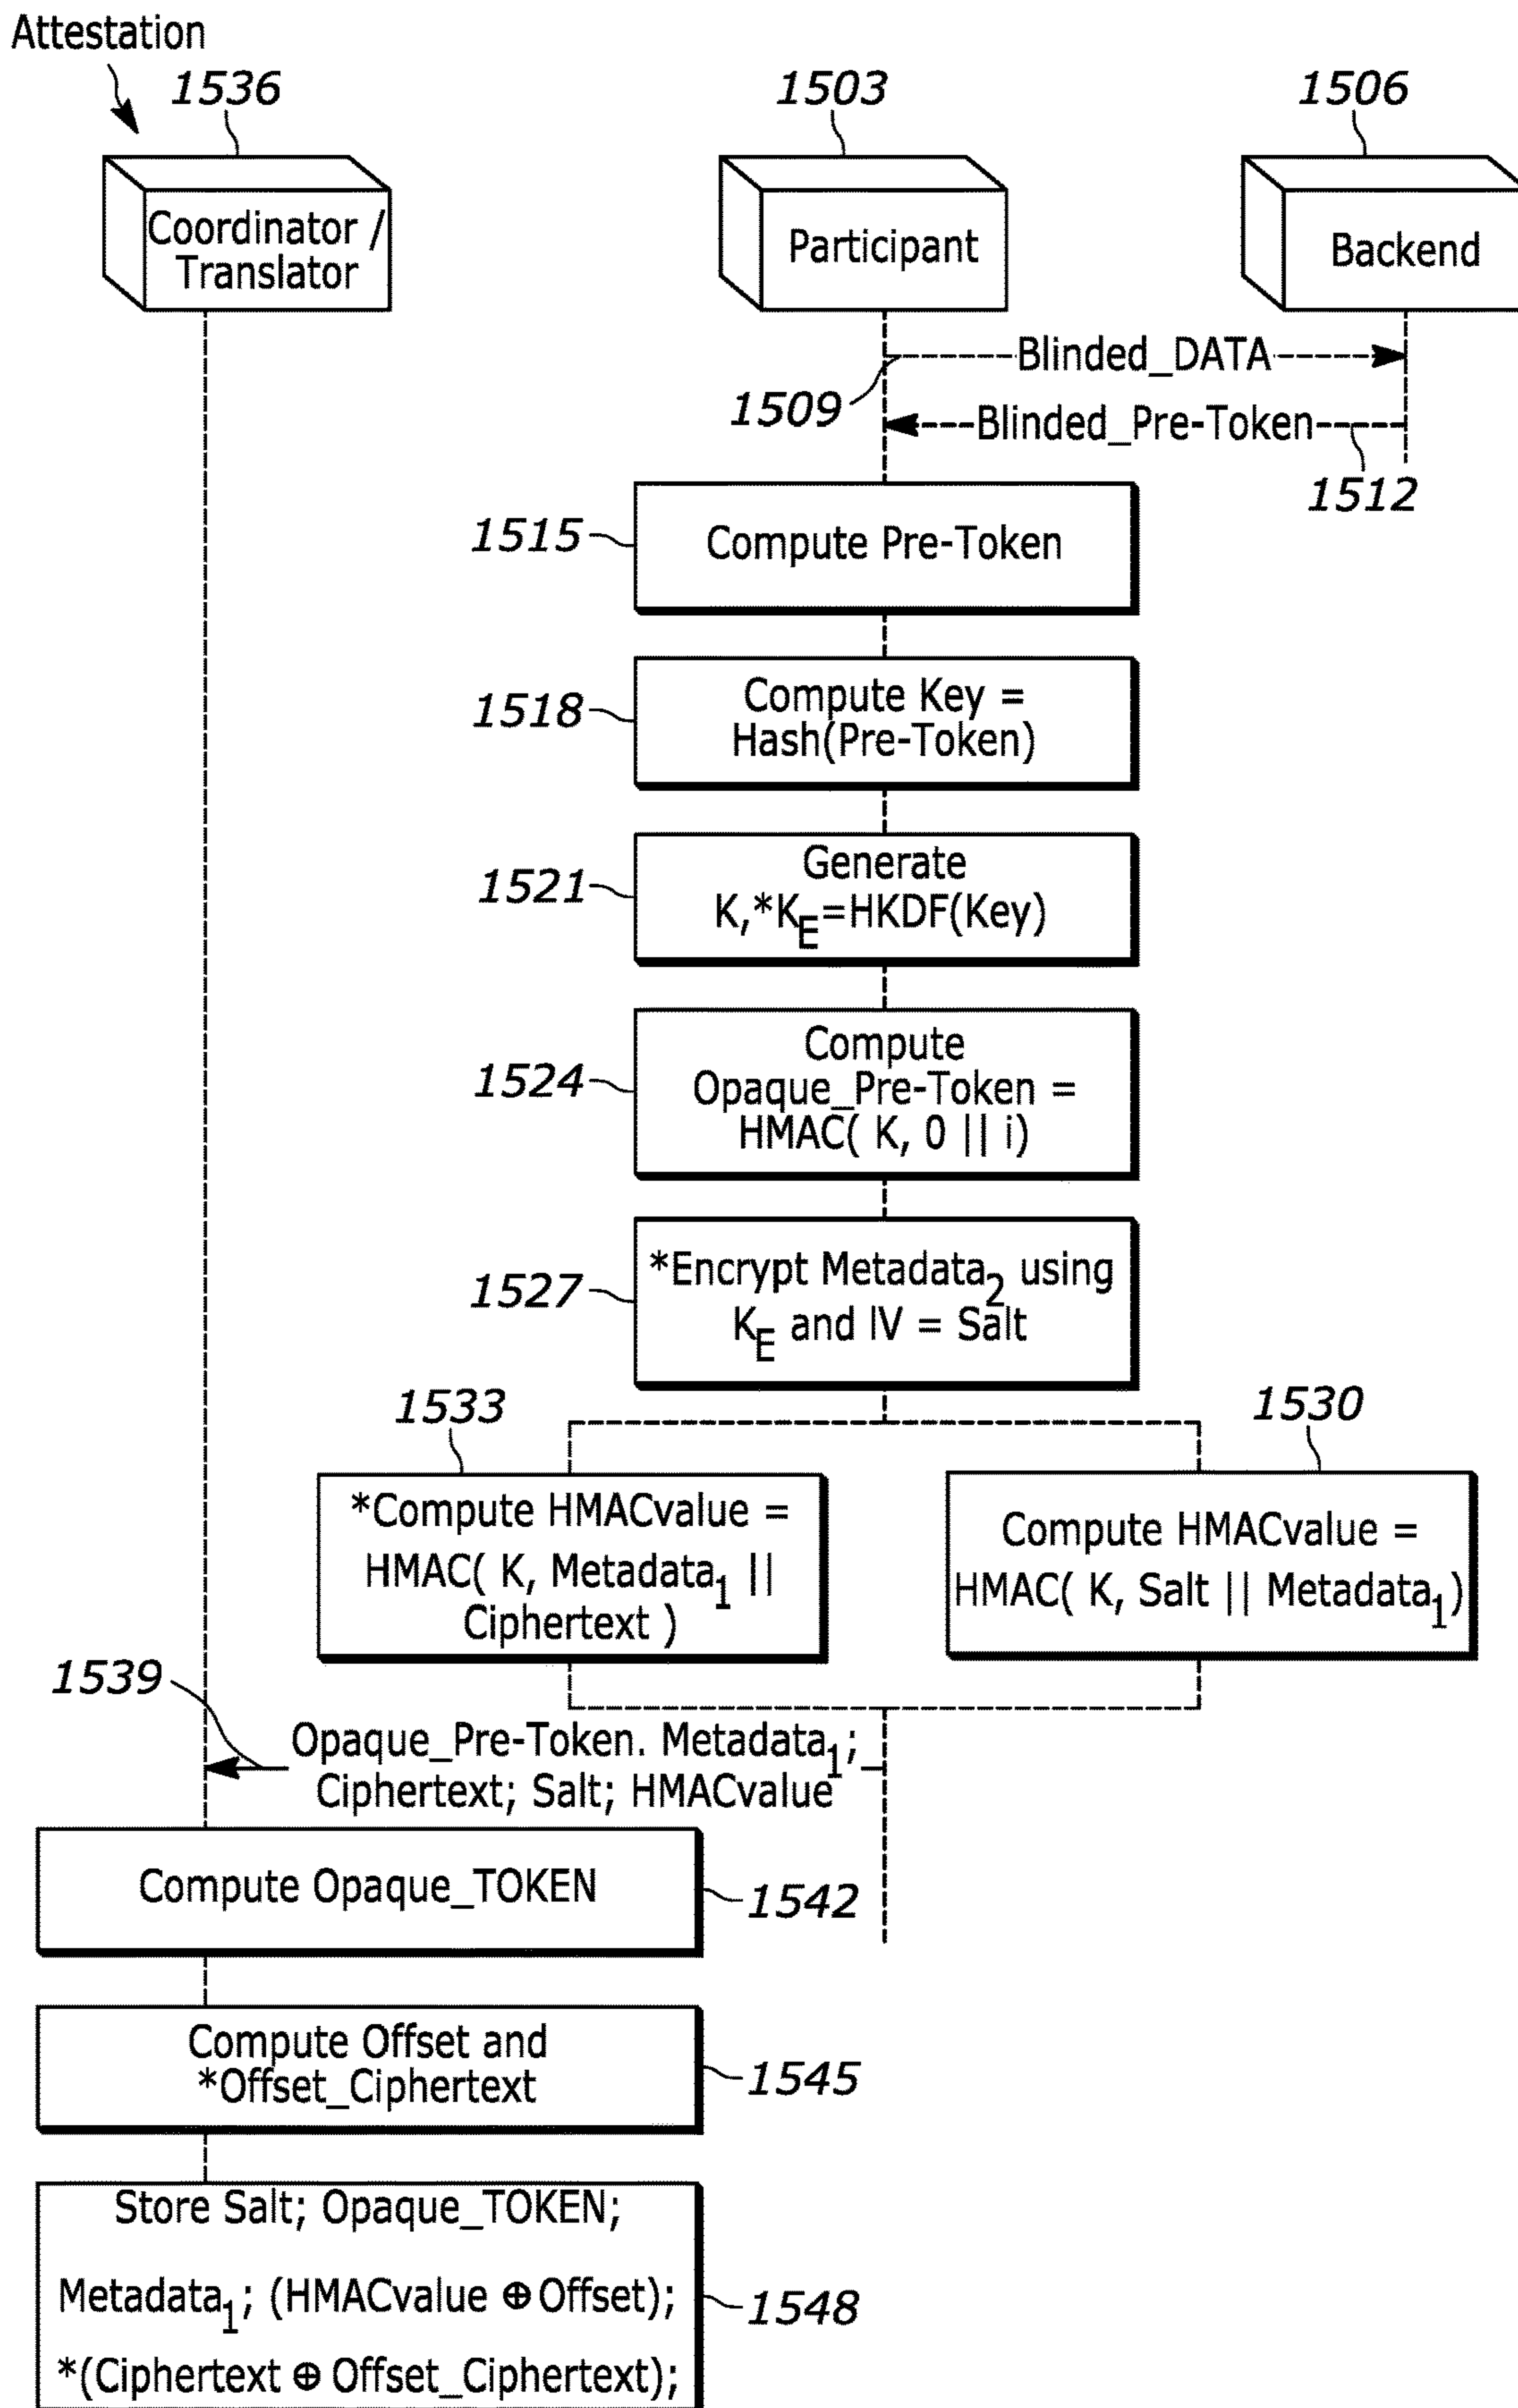 Attestation
1536
1503
1506
Coordinator /
Translator
Participant
Backend
Blinded_DATA
1509
Blinded_Pre-Token
1512
1515
Compute Pre-Token
1518
Compute Key =
Hash(Pre-Token)
1521
Generate
K,*K_E=HKDF(Key)
1524
Compute
Opaque_Pre-Token =
HMAC( K, 0 || i)
1527
*Encrypt Metadata₂ using
K_E and IV = Salt
1533
1530
*Compute HMACvalue =
HMAC( K, Metadata₁ ||
Ciphertext )
Compute HMACvalue =
HMAC( K, Salt || Metadata₁)
1539
Opaque_Pre-Token. Metadata₁;
Ciphertext; Salt; HMACvalue
Compute Opaque_TOKEN
1542
Compute Offset and
*Offset_Ciphertext
1545
Store Salt; Opaque_TOKEN;
Metadata₁; (HMACvalue ⊕ Offset);
*(Ciphertext ⊕ Offset_Ciphertext);
1548